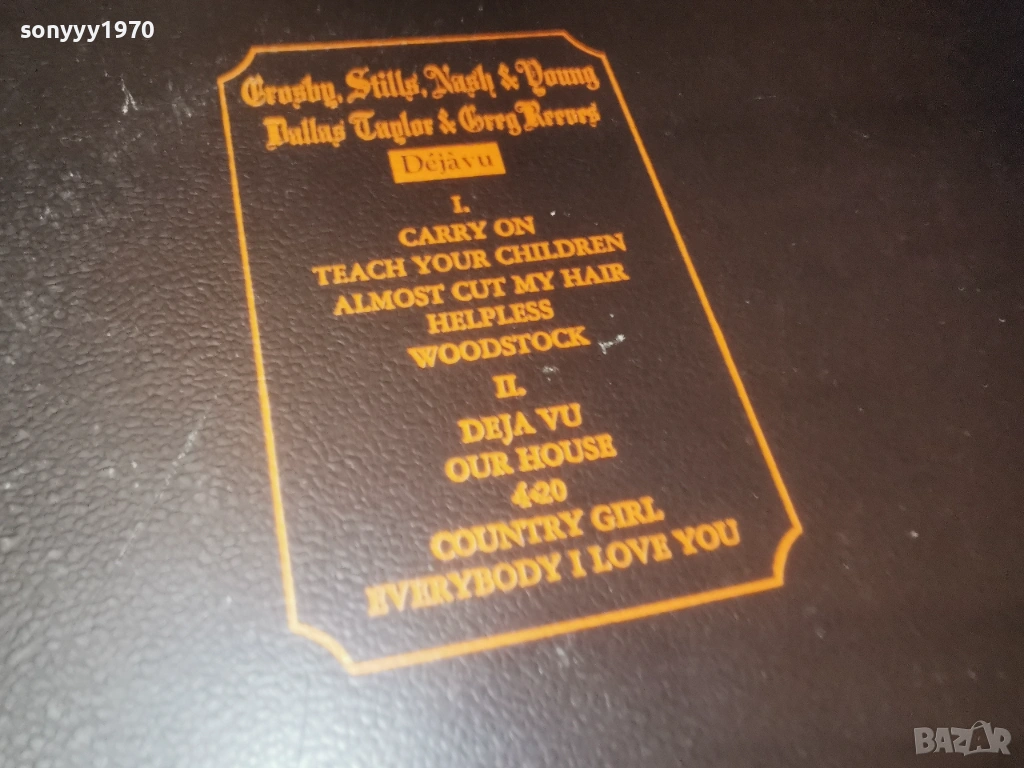 sonyyy1970
Crosby, Stills, Nash & Young
Dallas Taylor & Greg Reeves
Déjàvu
I.
CARRY ON
TEACH YOUR CHILDREN
ALMOST CUT MY HAIR
HELPLESS
WOODSTOCK
II.
DEJA VU
OUR HOUSE
4+20
COUNTRY GIRL
EVERYBODY I LOVE YOU
BAZAR